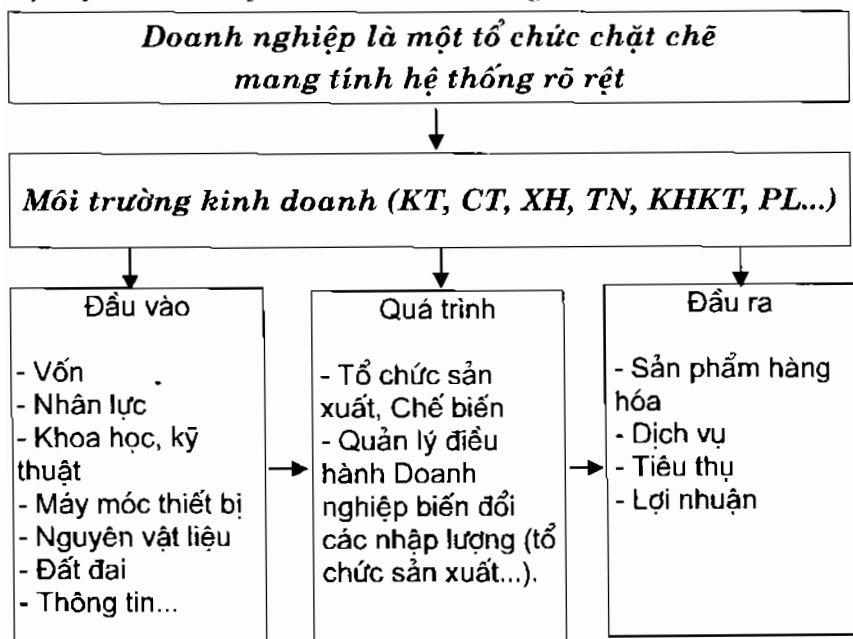 Doanh nghiệp là một tổ chức chặt chẽ
mang tính hệ thống rõ rệt
Môi trường kinh doanh (KT, CT, XH, TN, KHKT, PL...)
Đầu vào
- Vốn
- Nhân lực
- Khoa học, kỹ
thuật
- Máy móc thiết bị
- Nguyên vật liệu
- Đất đai
- Thông tin...
Quá trình
- Tổ chức sản
xuất, Chế biến
- Quản lý điều
hành Doanh
nghiệp biến đổi
các nhập lượng (tổ
chức sản xuất...).
Đầu ra
- Sản phẩm hàng
hóa
- Dịch vụ
- Tiêu thụ
- Lợi nhuận